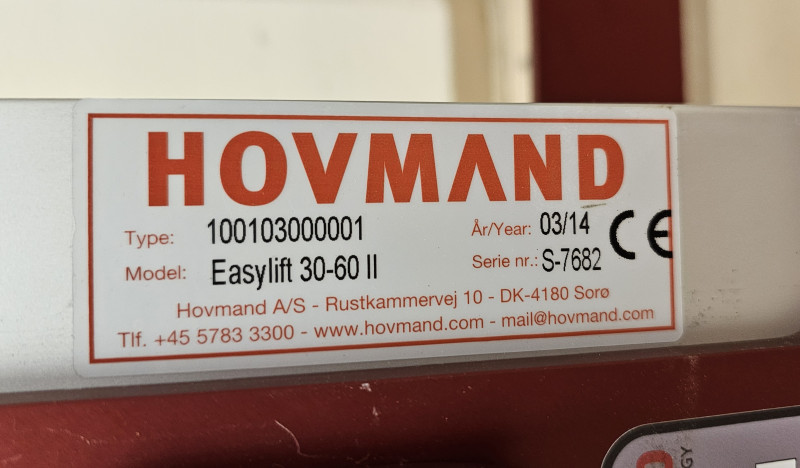 HOVMAND
Type: 100103000001 År/Year: 03/14 CE
Model: Easylift 30-60 II Serie nr.: S-7682
Hovmand A/S - Rustkammervej 10 - DK-4180 Sorø
Tlf. +45 5783 3300 - www.hovmand.com - mail@hovmand.com